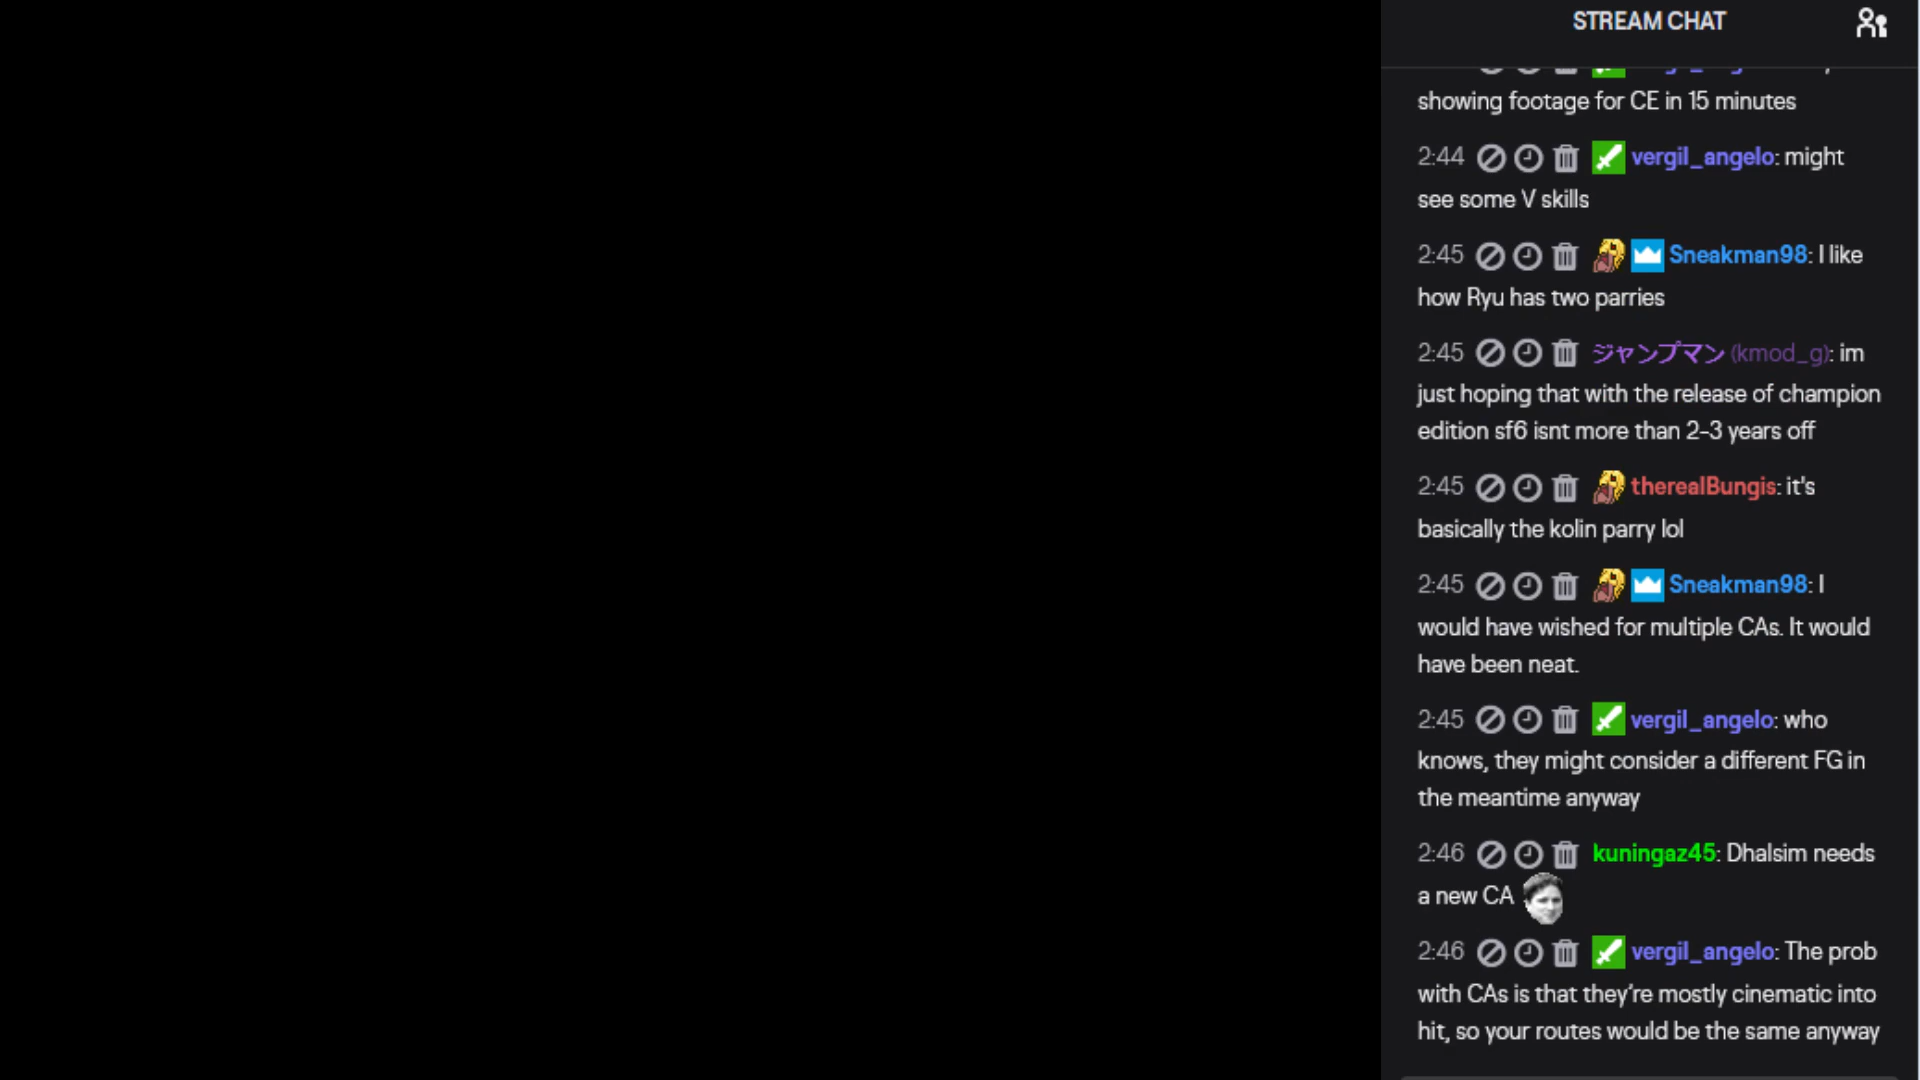 STREAM CHAT
showing footage for CE in 15 minutes
2:44 vergil_angelo: might
see some V skills
2:45 Sneakman98: I like
how Ryu has two parries
2:45 ジャンプマン (kmod_g): im
just hoping that with the release of champion
edition sf6 isnt more than 2-3 years off
2:45 therealBungis: it's
basically the kolin parry lol
2:45 Sneakman98: I
would have wished for multiple CAs. It would
have been neat.
2:45 vergil_angelo: who
knows, they might consider a different FG in
the meantime anyway
2:46 kuningaz45: Dhalsim needs
a new CA
2:46 vergil_angelo: The prob
with CAs is that they're mostly cinematic into
hit, so your routes would be the same anyway